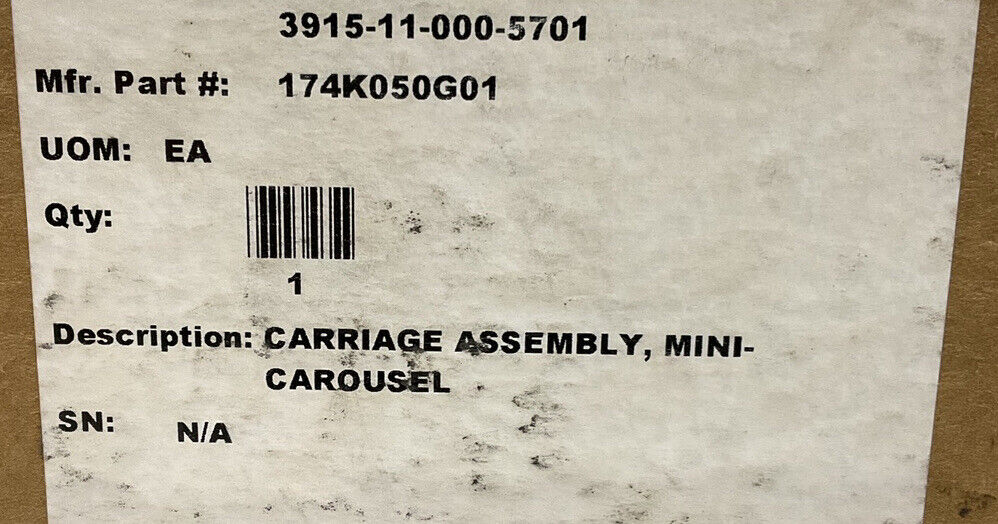 3915-11-000-5701
Mfr. Part #: 174K050G01
UOM: EA
Qty:
1
Description: CARRIAGE ASSEMBLY, MINI-
CAROUSEL
SN: N/A